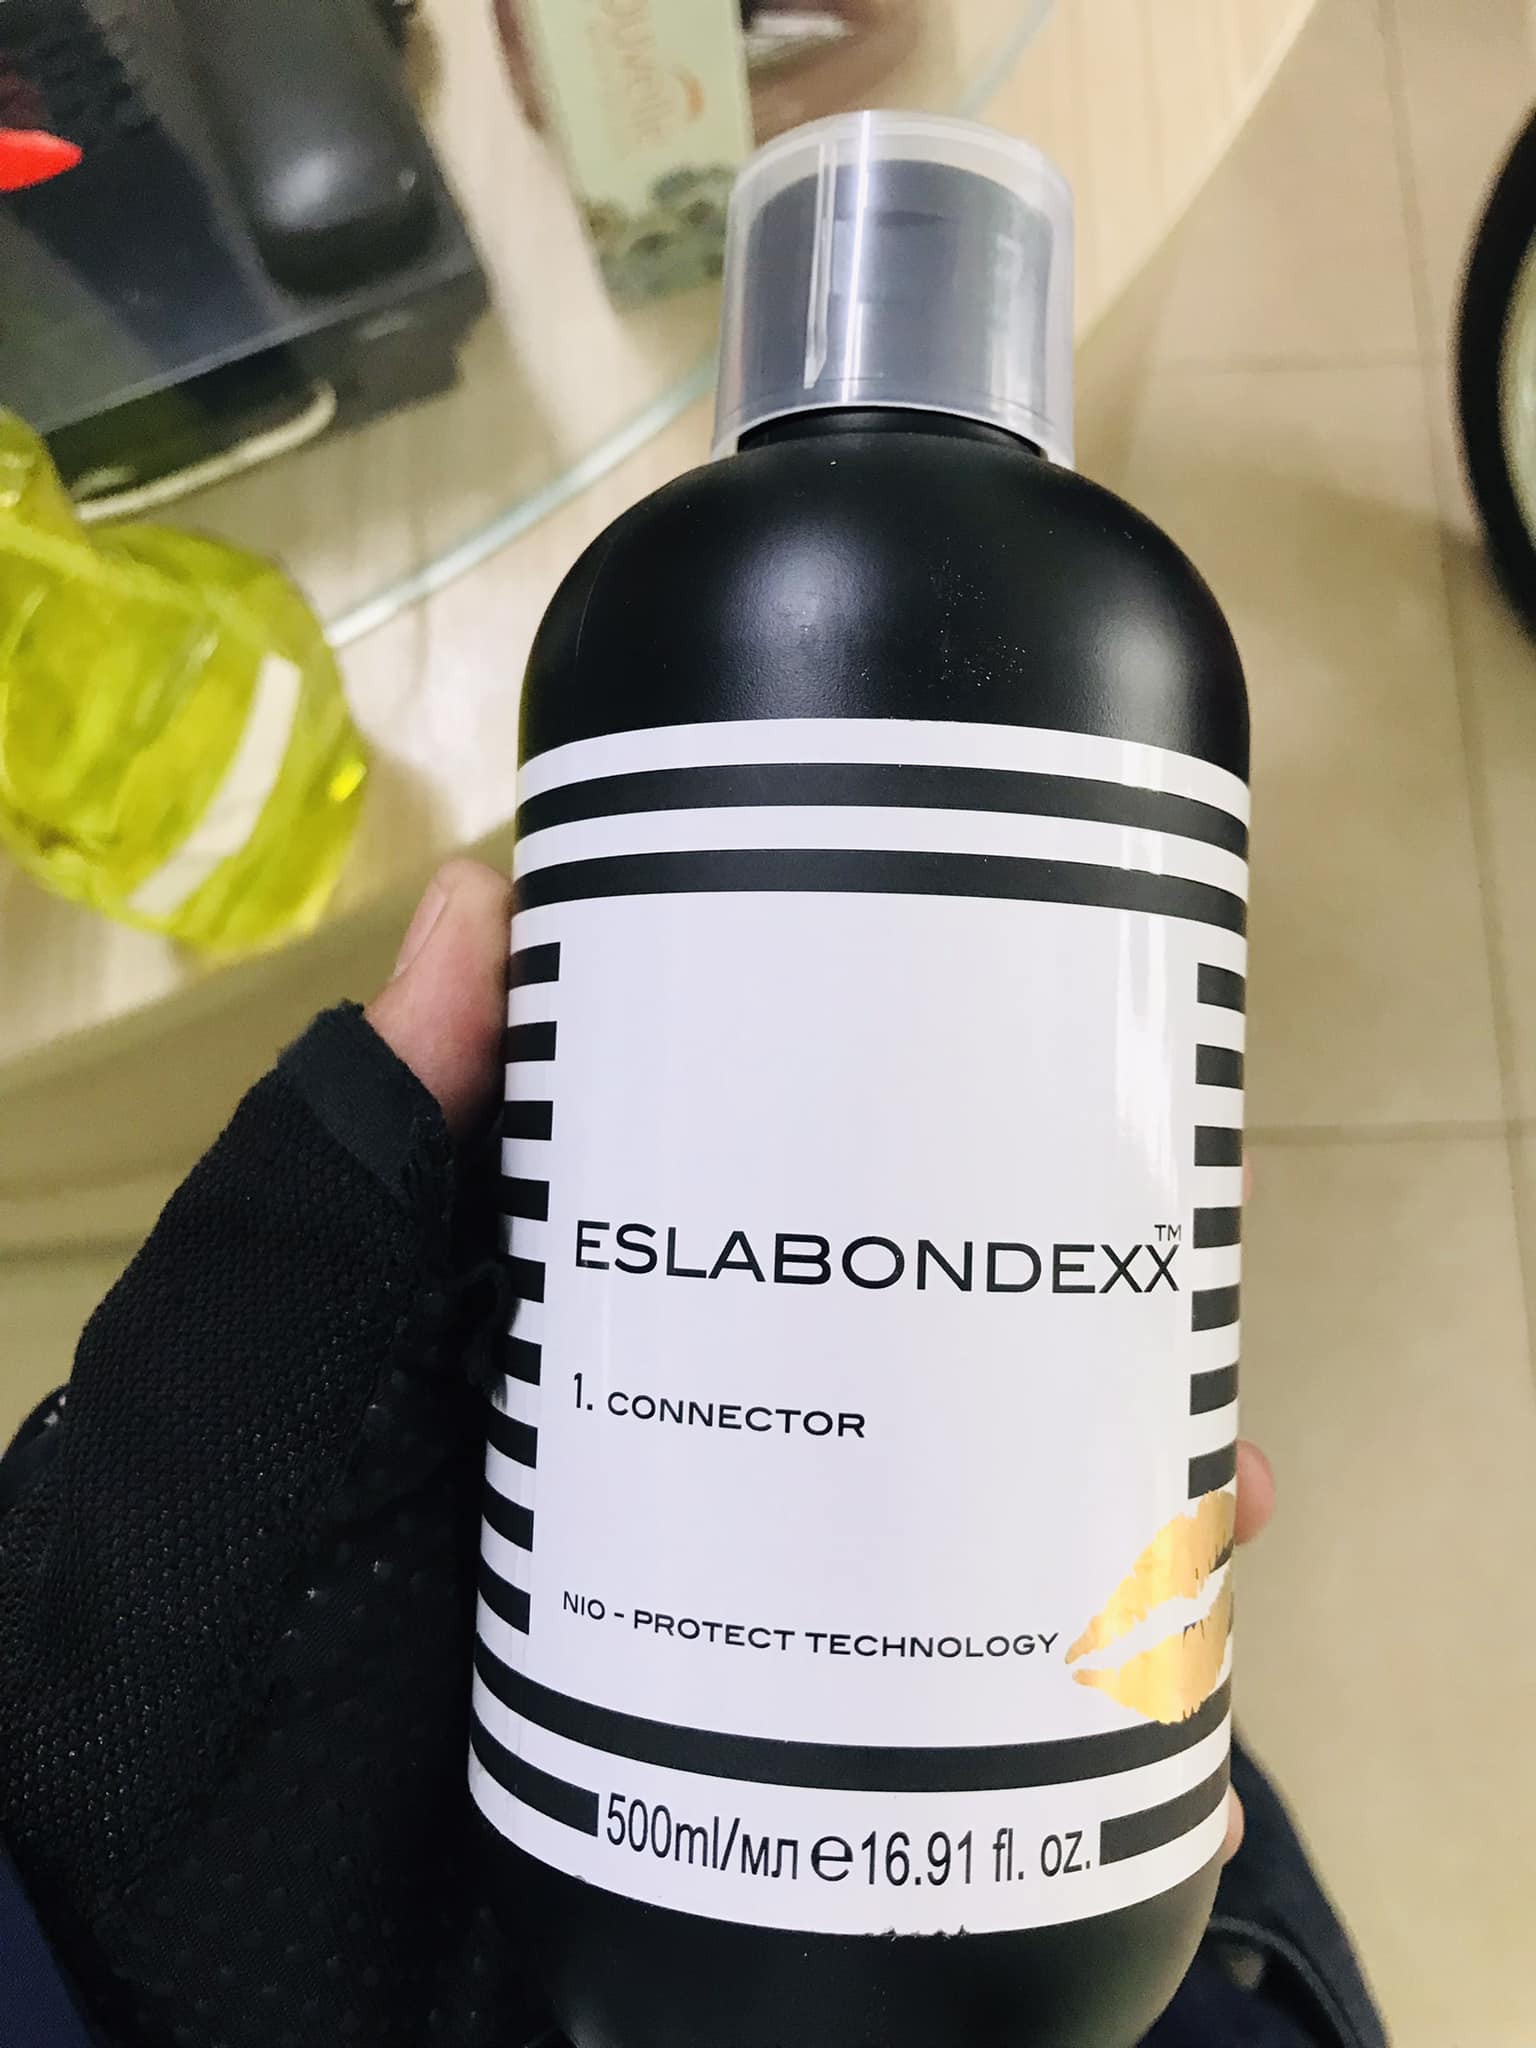 ESLABONDEXX™
1. CONNECTOR
NIO - PROTECT TECHNOLOGY
500ml/мл ℮ 16.91 fl. oz.